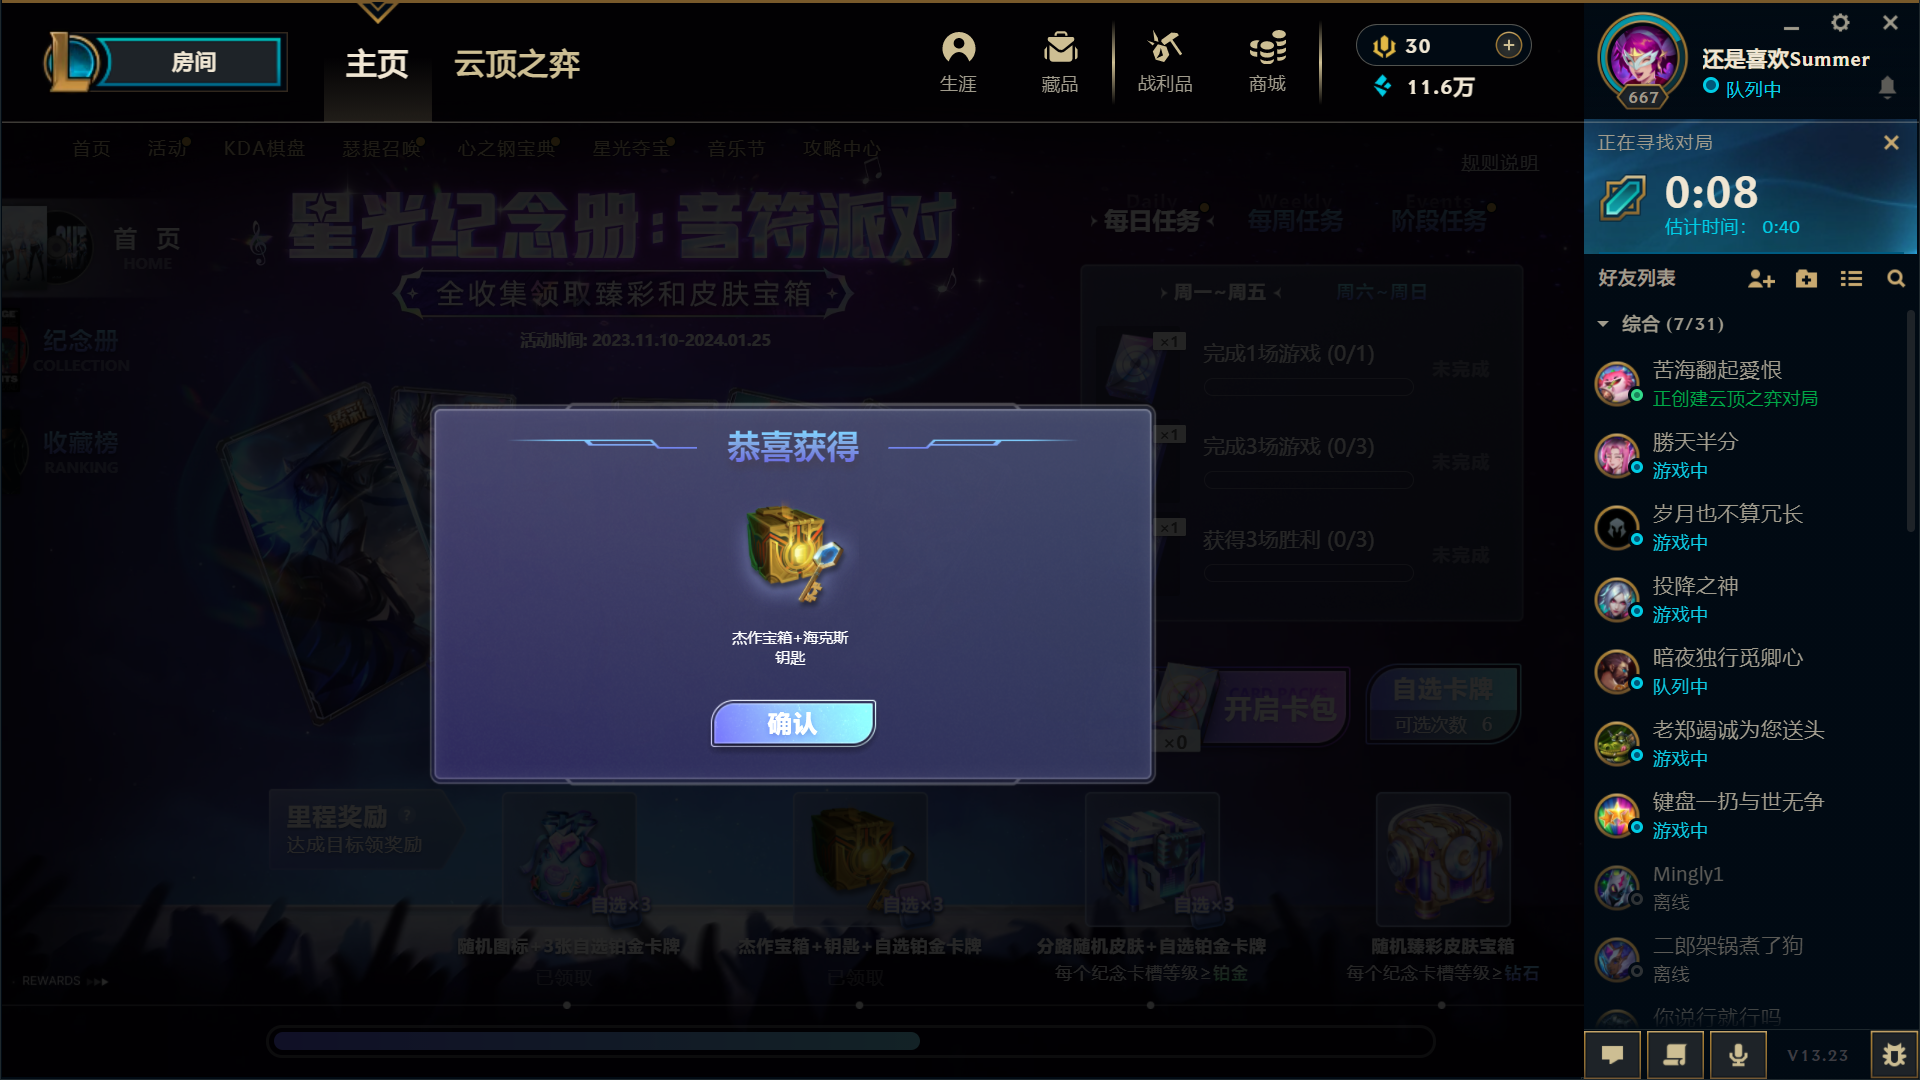 房间
主页
云顶之弈
生涯
藏品
战利品
商城
30
11.6万
667
还是喜欢Summer
队列中
首页
活动
KDA棋盘
瑟提召唤
心之钢宝典
星光夺宝
音乐节
攻略中心
规则说明
首 页
HOME
纪念册
COLLECTION
收藏榜
RANKING
星光纪念册:音符派对
全收集领取臻彩和皮肤宝箱
活动时间: 2023.11.10-2024.01.25
Daily
每日任务
Weekly
每周任务
Events
阶段任务
周一~周五
周六~周日
×1
完成1场游戏 (0/1)
未完成
×1
完成3场游戏 (0/3)
未完成
×1
获得3场胜利 (0/3)
未完成
臻彩
恭喜获得
杰作宝箱+海克斯
钥匙
确认
CARD PACKS
开启卡包
×0
自选卡牌
可选次数 6
里程奖励 ?
达成目标领奖励
自选×3
自选×3
自选×3
随机图标+3张自选铂金卡牌
已领取
杰作宝箱+钥匙+自选铂金卡牌
已领取
分路随机皮肤+自选铂金卡牌
每个纪念卡槽等级≥铂金
随机臻彩皮肤宝箱
每个纪念卡槽等级≥钻石
REWARDS
正在寻找对局
0:08
估计时间： 0:40
好友列表
综合 (7/31)
苦海翻起愛恨
正创建云顶之弈对局
勝天半分
游戏中
岁月也不算冗长
游戏中
投降之神
游戏中
暗夜独行觅卿心
队列中
老郑竭诚为您送头
游戏中
键盘一扔与世无争
游戏中
Mingly1
离线
二郎架锅煮了狗
离线
你说行就行吗
V13.23